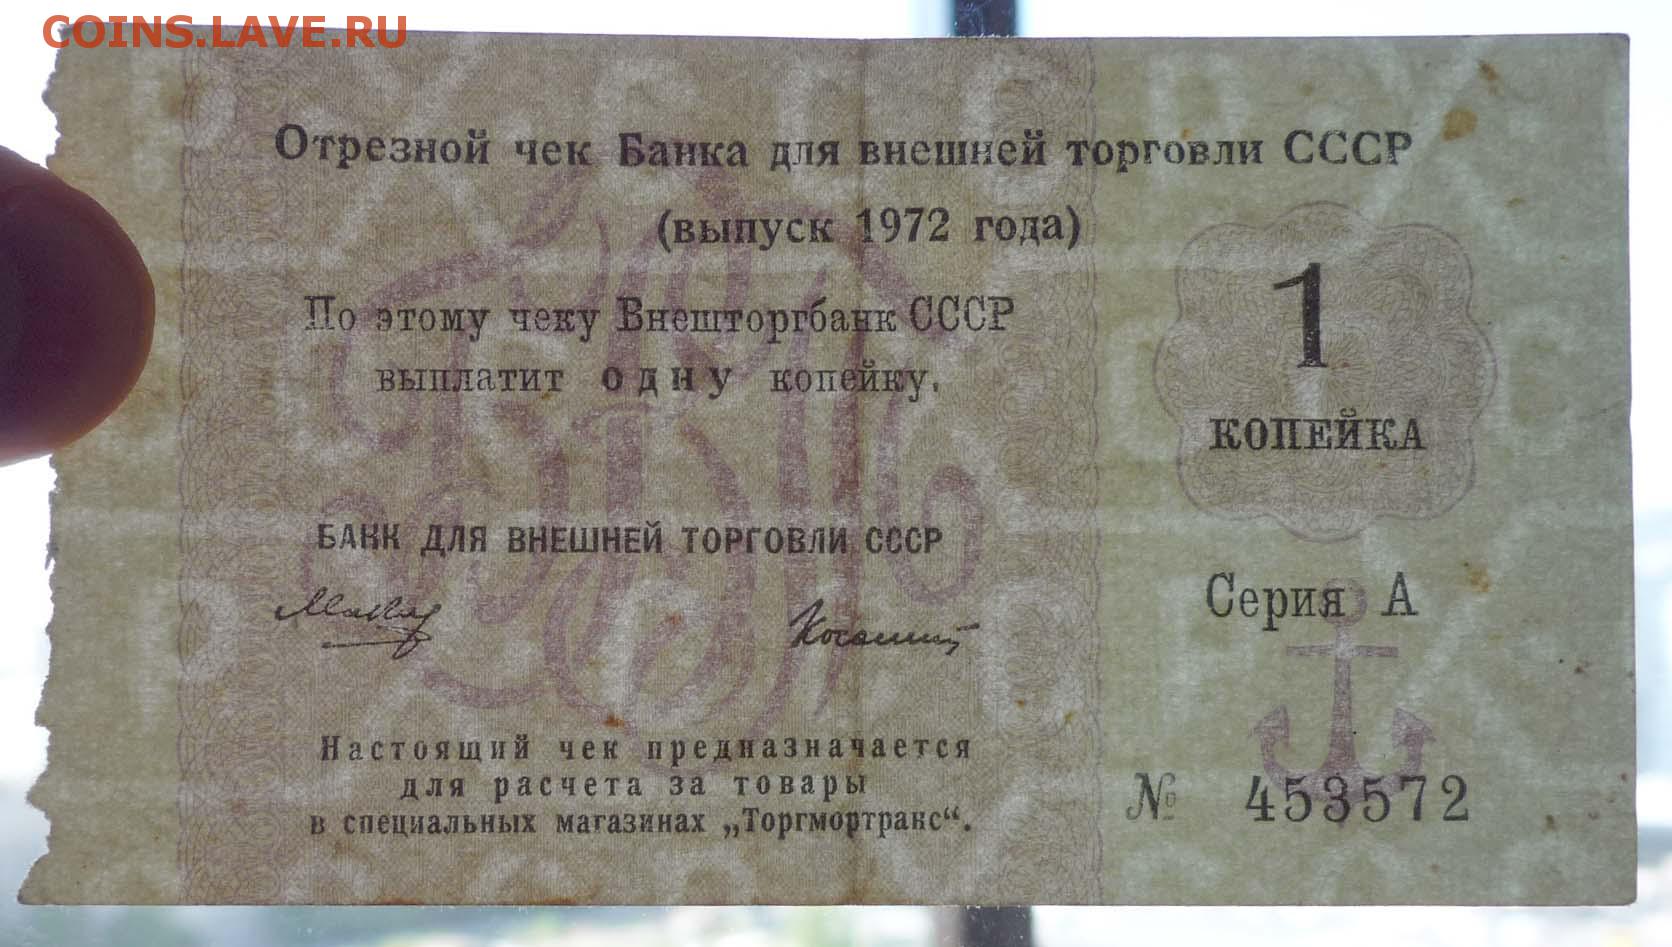 COINS.LAVE.RU
Отрезной чек Банка для внешней торговли СССР
(выпуск 1972 года)
По этому чеку Внешторгбанк СССР
выплатит одну копейку.
1
КОПЕЙКА
БАНК ДЛЯ ВНЕШНЕЙ ТОРГОВЛИ СССР
Серия А
Настоящий чек предназначается
для расчета за товары
в специальных магазинах „Торгмортранс“.
№ 453572